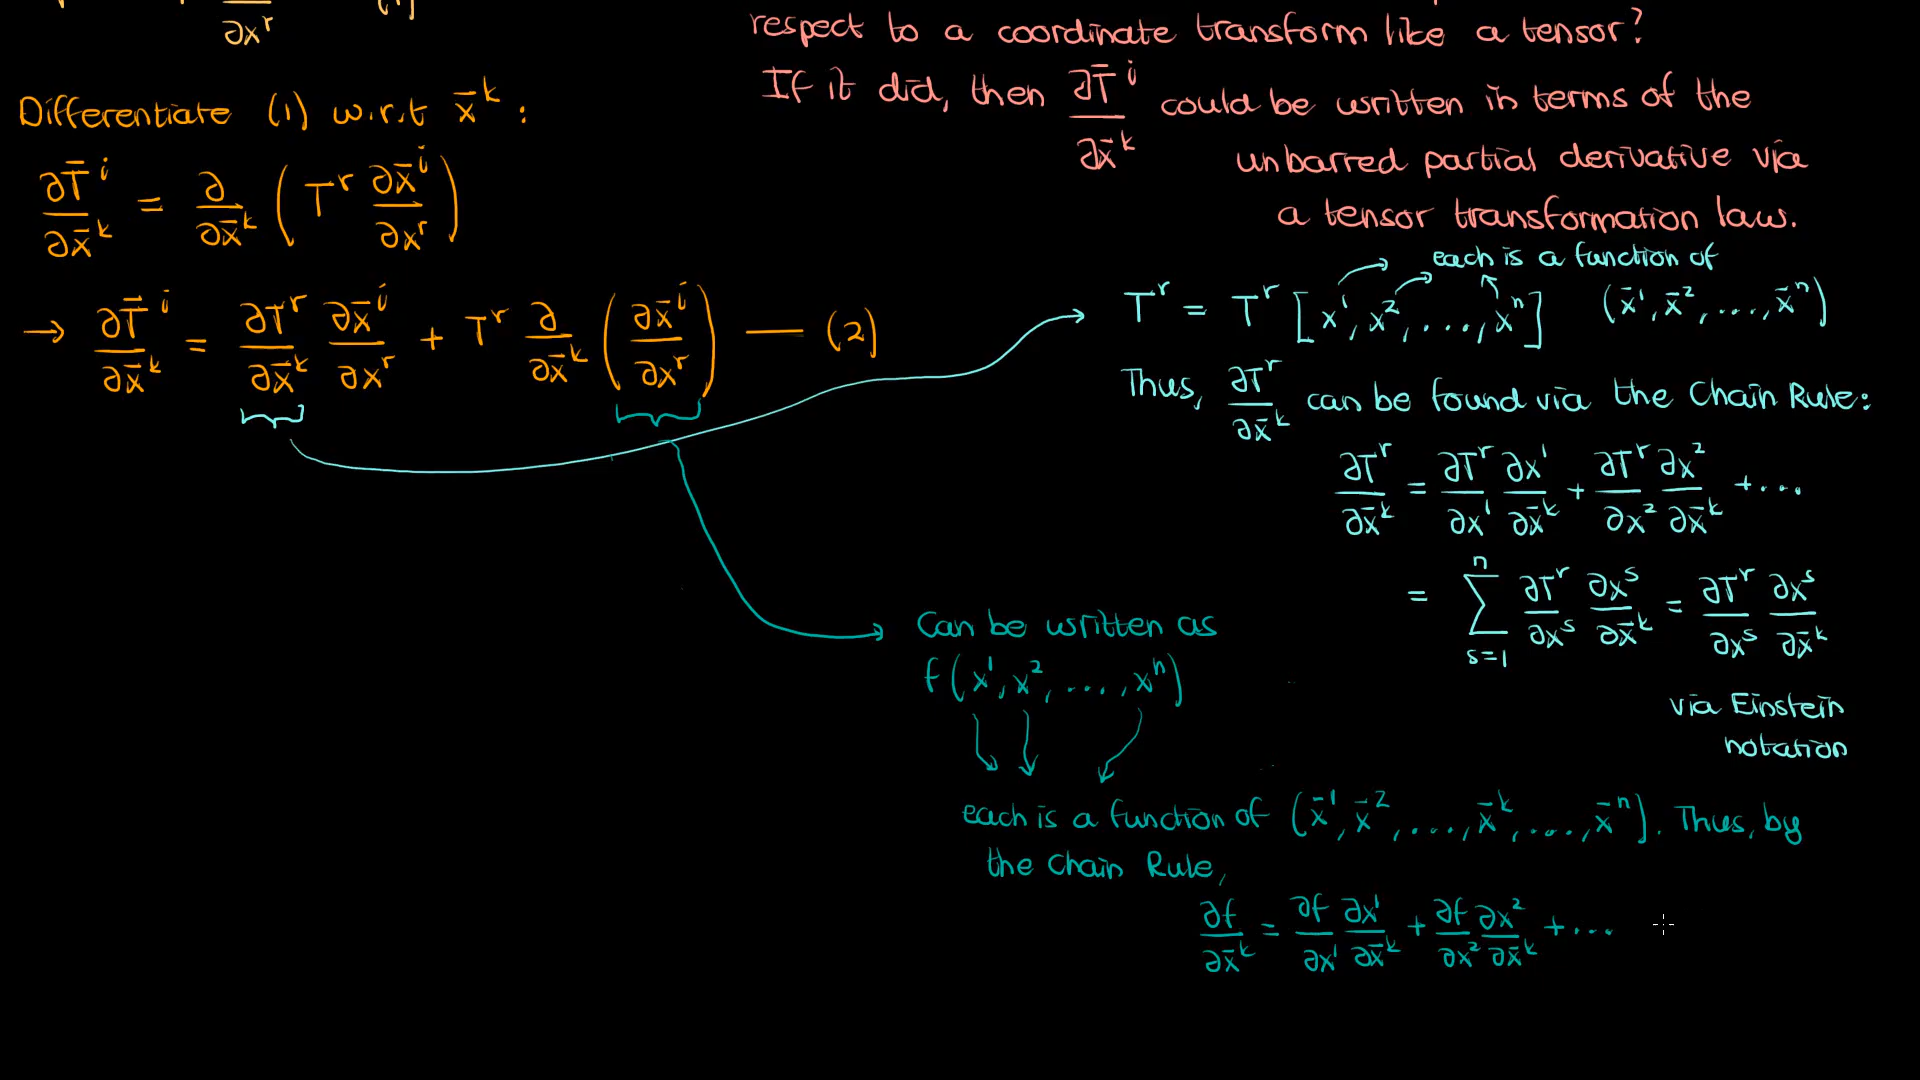 ∂x^r (1)
respect to a coordinate transform like a tensor?
If it did, then ∂T̄^i/∂x̄^k could be written in terms of the
unbarred partial derivative via
a tensor transformation law.
Differentiate (1) w.r.t x̄^k :
∂T̄^i/∂x̄^k = ∂/∂x̄^k (T^r ∂x̄^i/∂x^r)
→ ∂T̄^i/∂x̄^k = ∂T^r/∂x̄^k ∂x̄^i/∂x^r + T^r ∂/∂x̄^k (∂x̄^i/∂x^r) — (2)
each is a function of
T^r = T^r [x^1, x^2, ..., x^n] (x̄^1, x̄^2, ..., x̄^n)
Thus, ∂T^r/∂x̄^k can be found via the Chain Rule:
∂T^r/∂x̄^k = ∂T^r/∂x^1 ∂x^1/∂x̄^k + ∂T^r/∂x^2 ∂x^2/∂x̄^k + ...
= ∑_{s=1}^{n} ∂T^r/∂x^s ∂x^s/∂x̄^k = ∂T^r/∂x^s ∂x^s/∂x̄^k
via Einstein
notation
Can be written as
f(x^1, x^2, ..., x^n)
each is a function of (x̄^1, x̄^2, ..., x̄^k, ..., x̄^n). Thus, by
the Chain Rule,
∂f/∂x̄^k = ∂f/∂x^1 ∂x^1/∂x̄^k + ∂f/∂x^2 ∂x^2/∂x̄^k + ...